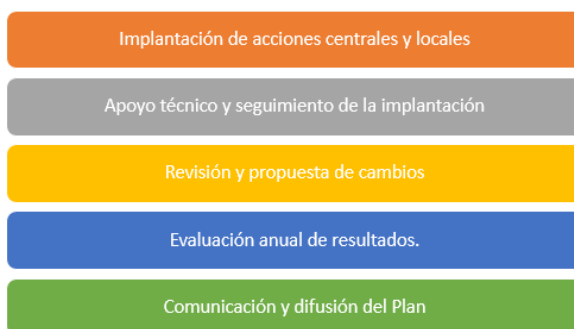 Implantación de acciones centrales y locales
Apoyo técnico y seguimiento de la implantación
Revisión y propuesta de cambios
Evaluación anual de resultados.
Comunicación y difusión del Plan